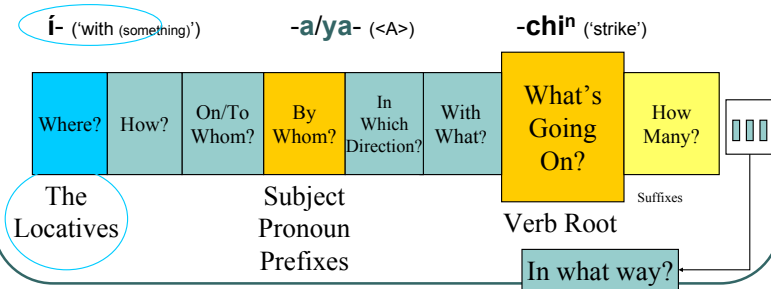 í- (‘with (something)’) -a/ya- (<A>) -chiⁿ (‘strike’)
Where?
How?
On/To
Whom?
By
Whom?
In
Which
Direction?
With
What?
What’s
Going
On?
How
Many?
The
Locatives
Subject
Pronoun
Prefixes
Verb Root
Suffixes
In what way?